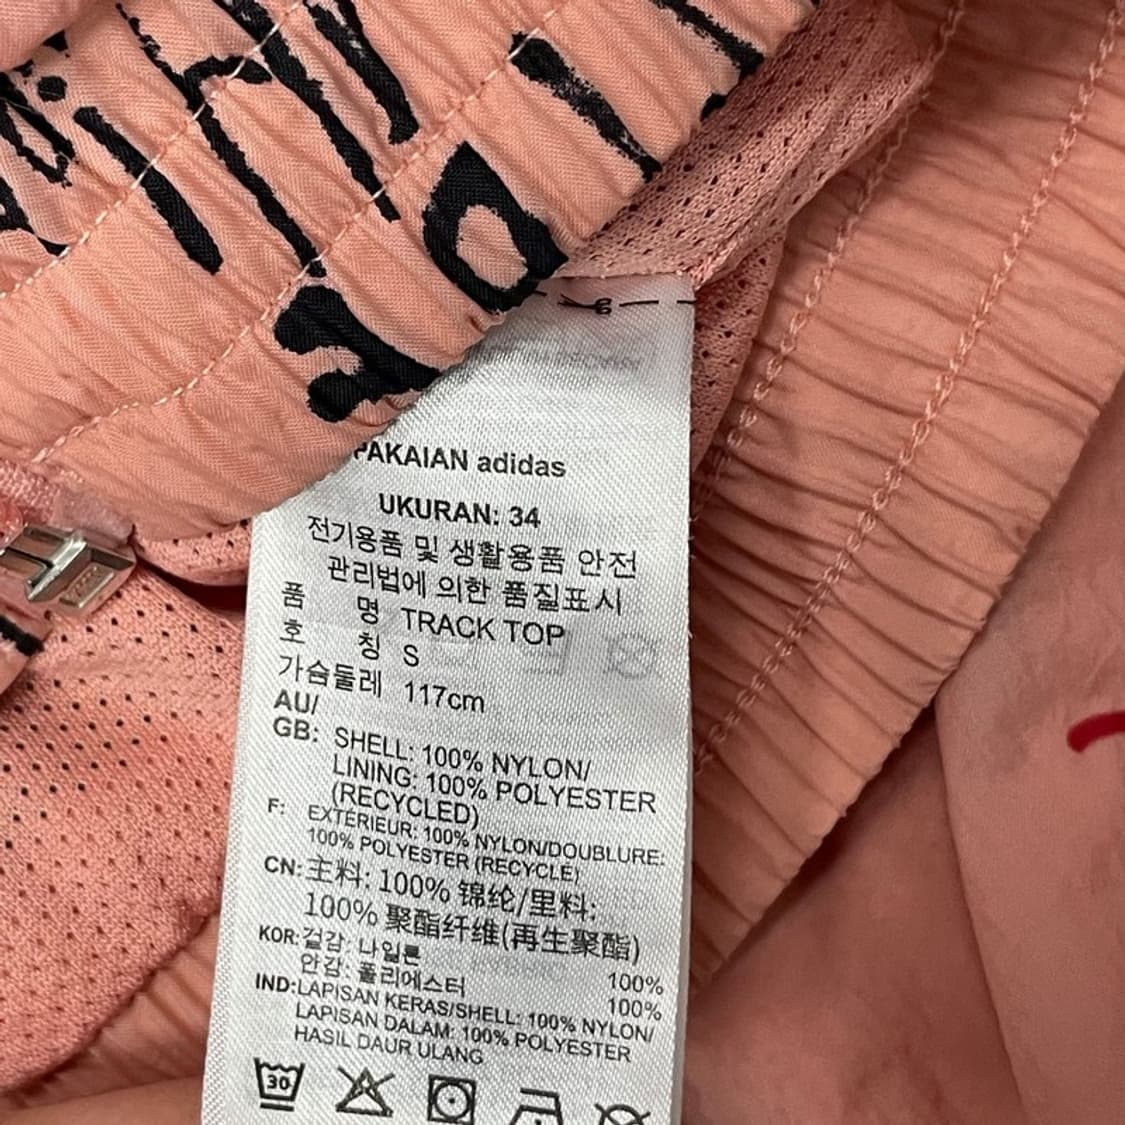 PAKAIAN adidas
UKURAN: 34
전기용품 및 생활용품 안전
관리법에 의한 품질표시
품 명 TRACK TOP
호 칭 S
가슴둘레 117cm
AU/
GB: SHELL: 100% NYLON/
LINING: 100% POLYESTER
(RECYCLED)
F: EXTÉRIEUR: 100% NYLON/DOUBLURE:
100% POLYESTER (RECYCLÉ)
CN: 主料: 100% 锦纶/里料:
100% 聚酯纤维(再生聚酯)
KOR: 겉감: 나일론 100%
안감: 폴리에스터 100%
IND: LAPISAN KERAS/SHELL: 100% NYLON/
LAPISAN DALAM: 100% POLYESTER
HASIL DAUR ULANG
30